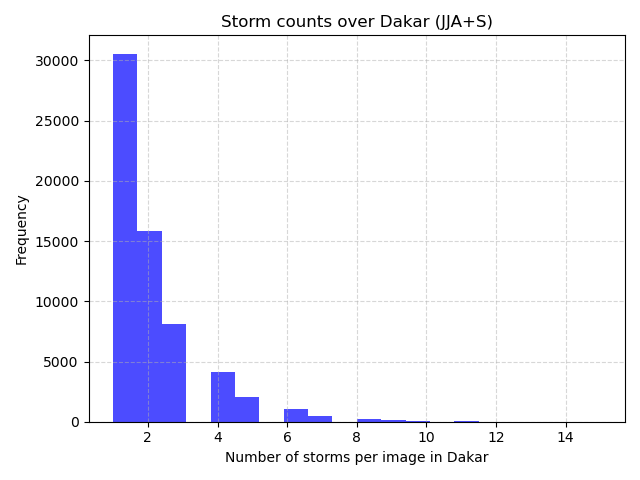 Storm counts over Dakar (JJA+S)
30000
25000
20000
15000
10000
5000
0
Frequency
2 4 6 8 10 12 14
Number of storms per image in Dakar